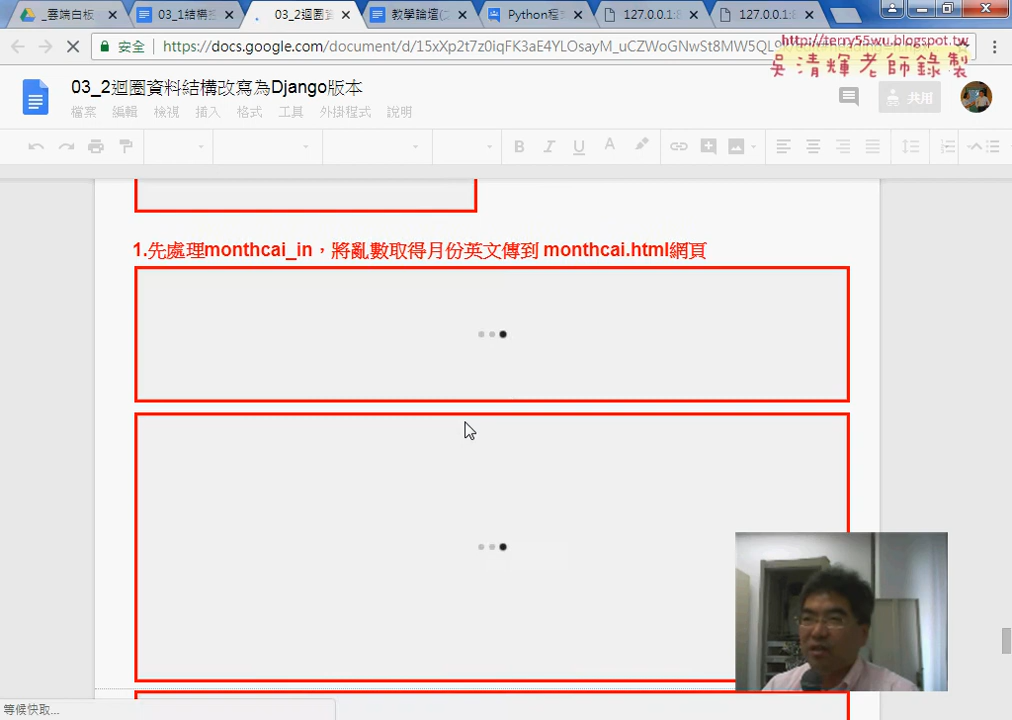 _雲端白板
03_1結構控
03_2迴圈資
教學論壇(之
Python程
127.0.0.1:8
127.0.0.1:8
安全
https://docs.google.com/document/d/15xXp2t7z0iqFK3aE4YLOsayM_uCZWoGNwSt8MW5QL
http://terry55wu.blogspot.tw
吳清輝老師錄製
03_2迴圈資料結構改寫為Django版本
檔案 編輯 檢視 插入 格式 工具 外掛程式 說明
共用
B I U A
1.先處理monthcai_in，將亂數取得月份英文傳到 monthcai.html網頁
等候快取...